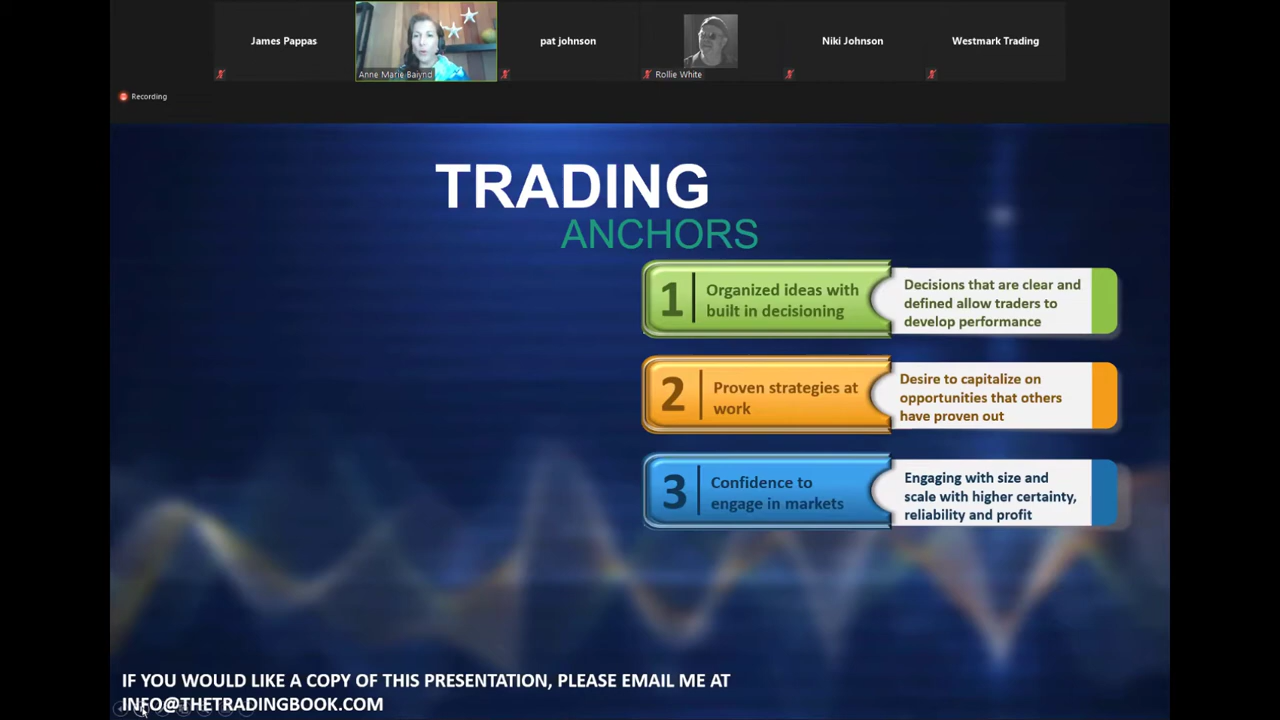 James Pappas
Anne Marie Baiynd
pat johnson
Rollie White
Niki Johnson
Westmark Trading
Recording
TRADING
ANCHORS
1
Organized ideas with
built in decisioning
Decisions that are clear and
defined allow traders to
develop performance
2
Proven strategies at
work
Desire to capitalize on
opportunities that others
have proven out
3
Confidence to
engage in markets
Engaging with size and
scale with higher certainty,
reliability and profit
IF YOU WOULD LIKE A COPY OF THIS PRESENTATION, PLEASE EMAIL ME AT
INFO@THETRADINGBOOK.COM